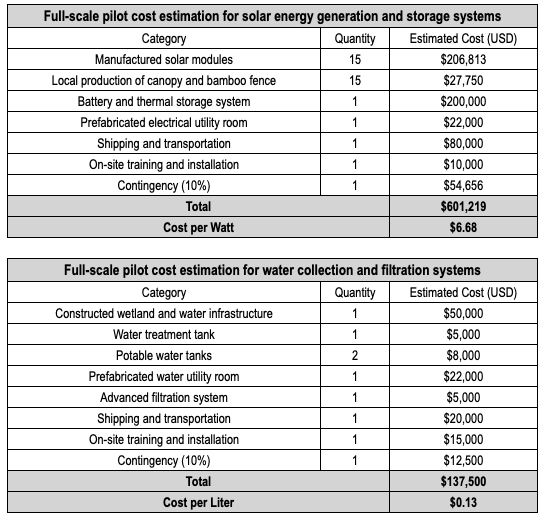 Full-scale pilot cost estimation for solar energy generation and storage systems
Category Quantity Estimated Cost (USD)
Manufactured solar modules 15 $206,813
Local production of canopy and bamboo fence 15 $27,750
Battery and thermal storage system 1 $200,000
Prefabricated electrical utility room 1 $22,000
Shipping and transportation 1 $80,000
On-site training and installation 1 $10,000
Contingency (10%) 1 $54,656
Total $601,219
Cost per Watt $6.68
Full-scale pilot cost estimation for water collection and filtration systems
Category Quantity Estimated Cost (USD)
Constructed wetland and water infrastructure 1 $50,000
Water treatment tank 1 $5,000
Potable water tanks 2 $8,000
Prefabricated water utility room 1 $22,000
Advanced filtration system 1 $5,000
Shipping and transportation 1 $20,000
On-site training and installation 1 $15,000
Contingency (10%) 1 $12,500
Total $137,500
Cost per Liter $0.13